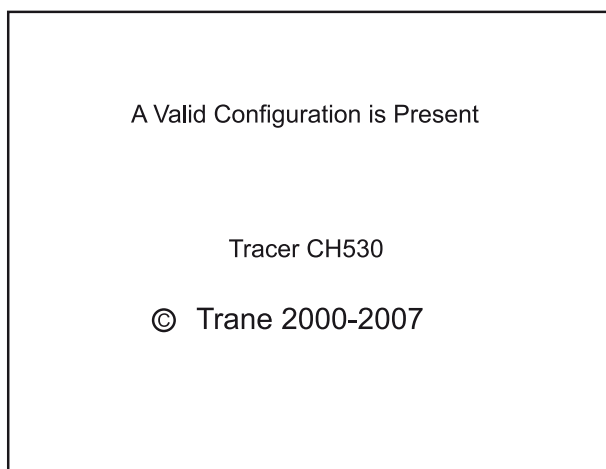 A Valid Configuration is Present
Tracer CH530
© Trane 2000-2007